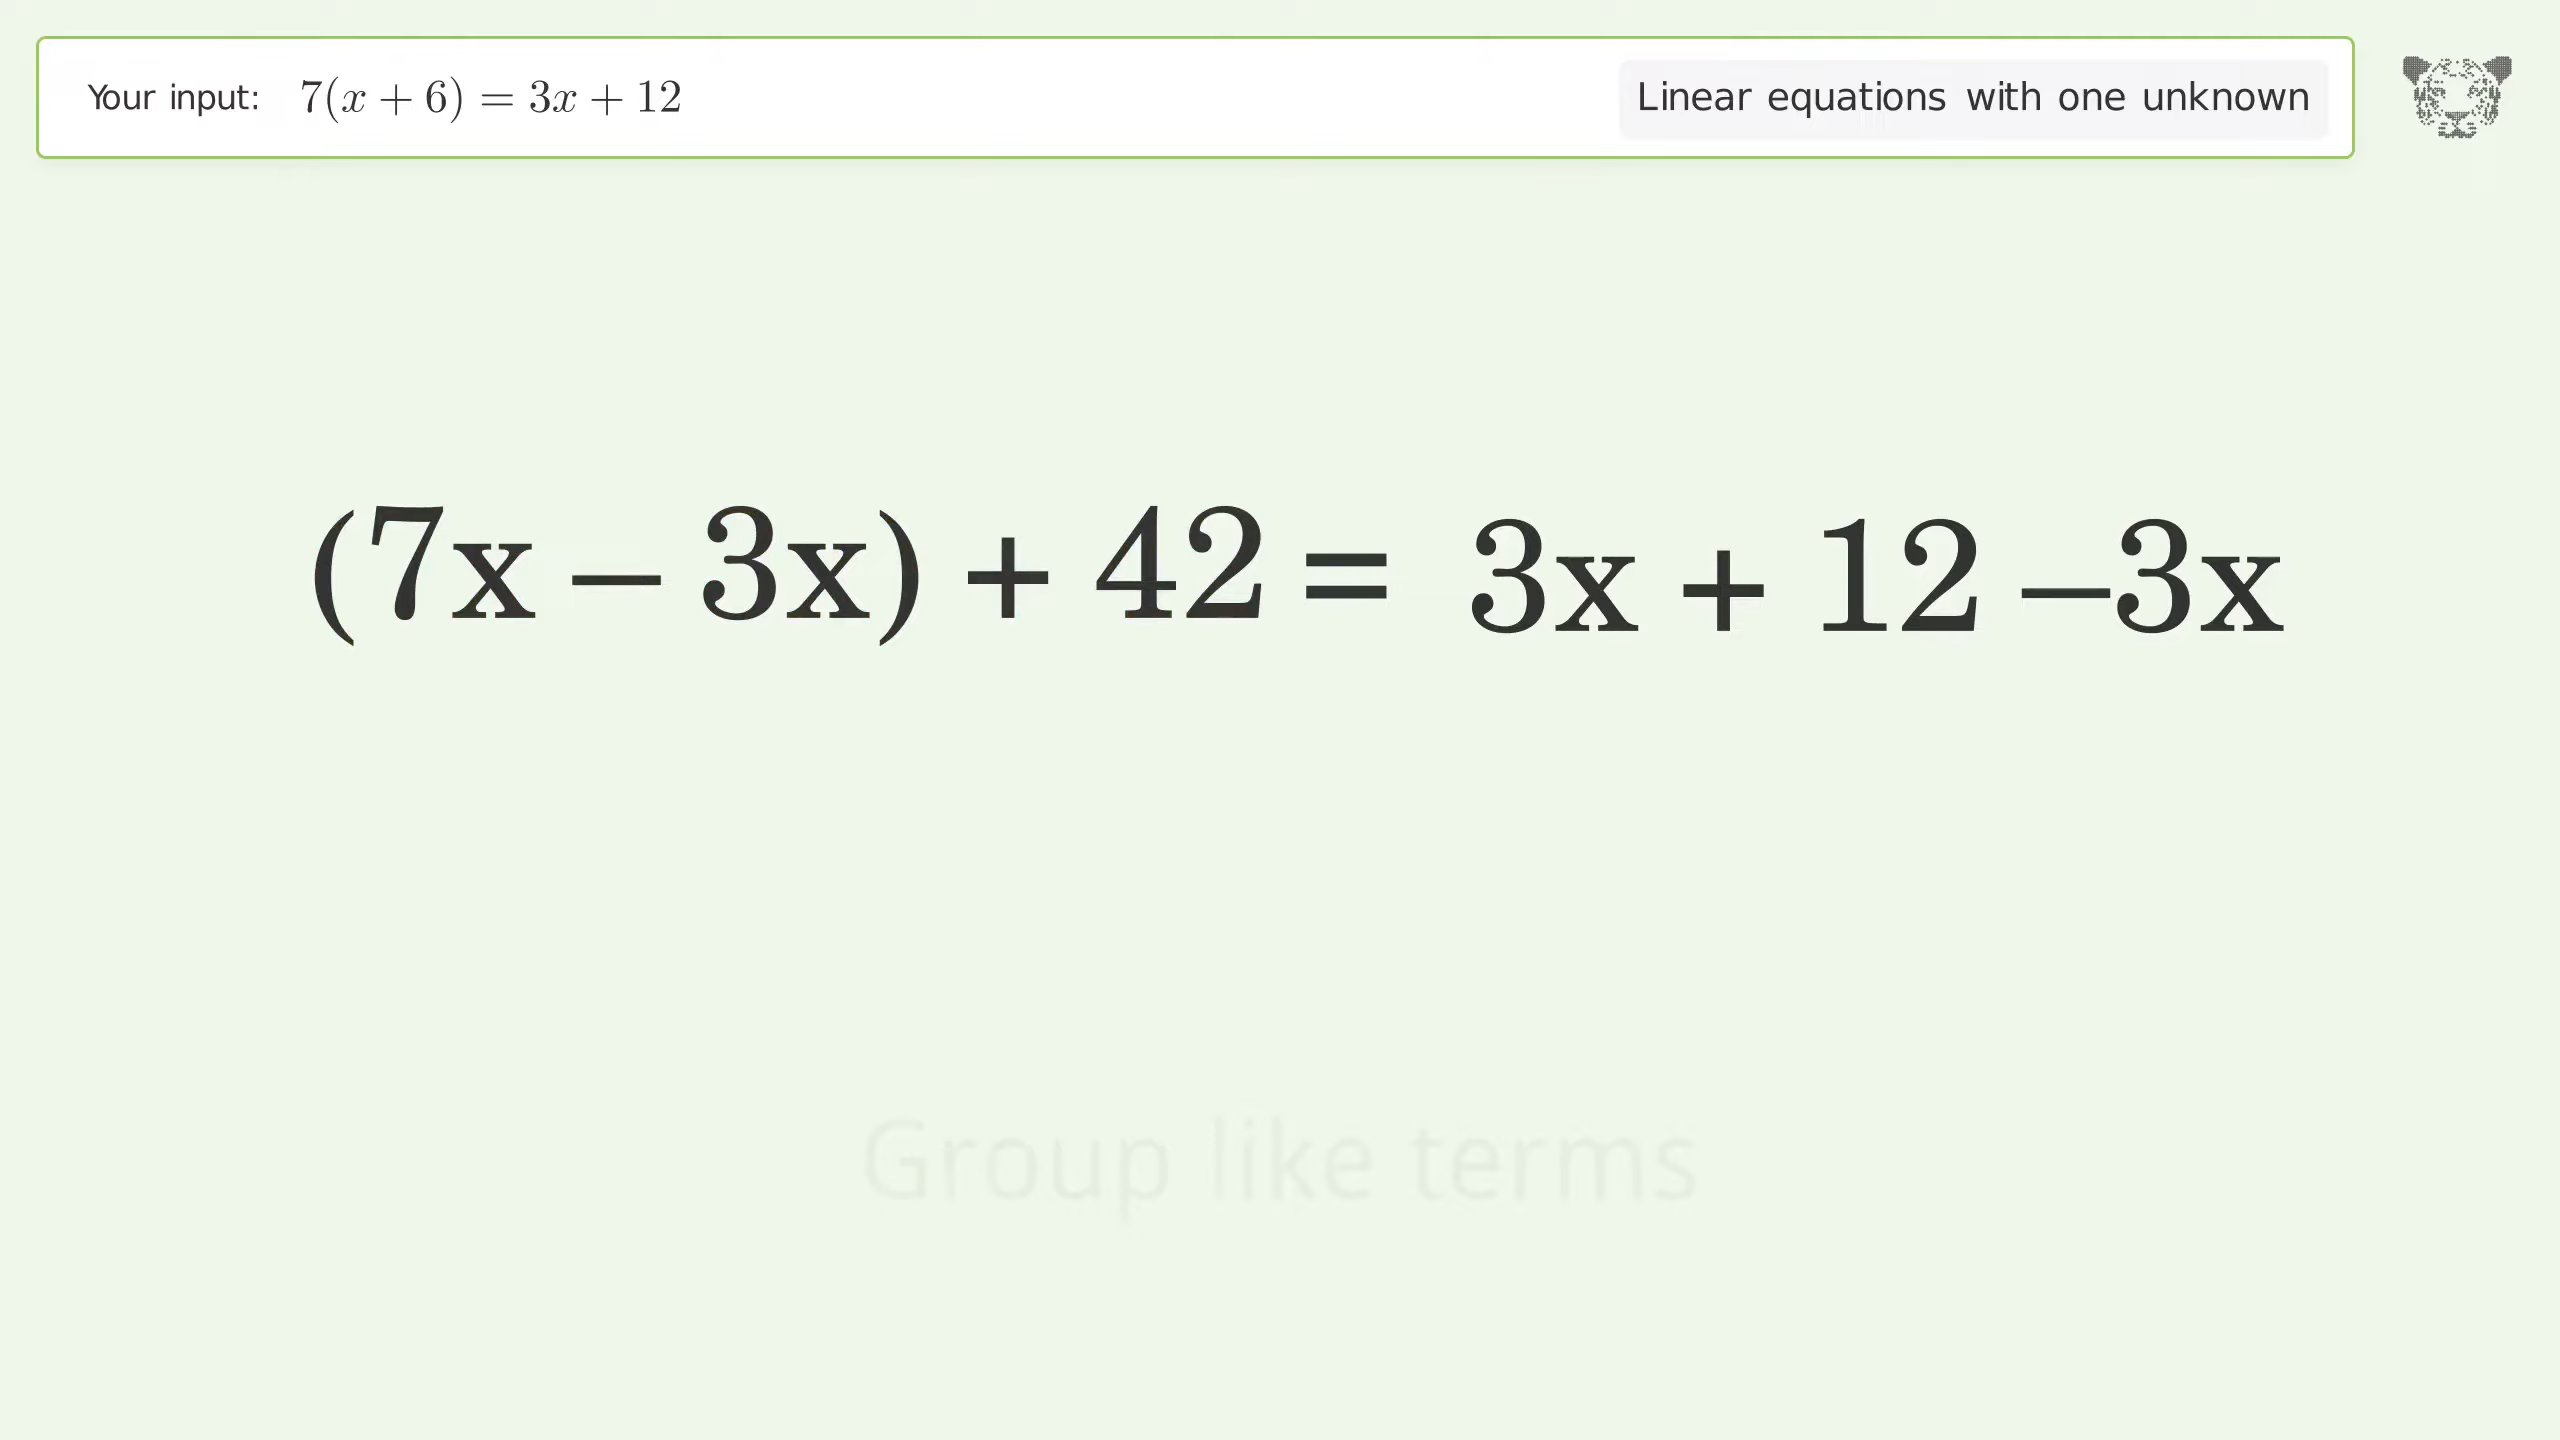 Your input: 7(x + 6) = 3x + 12
Linear equations with one unknown
(7x – 3x) + 42 = 3x + 12 –3x
Group like terms